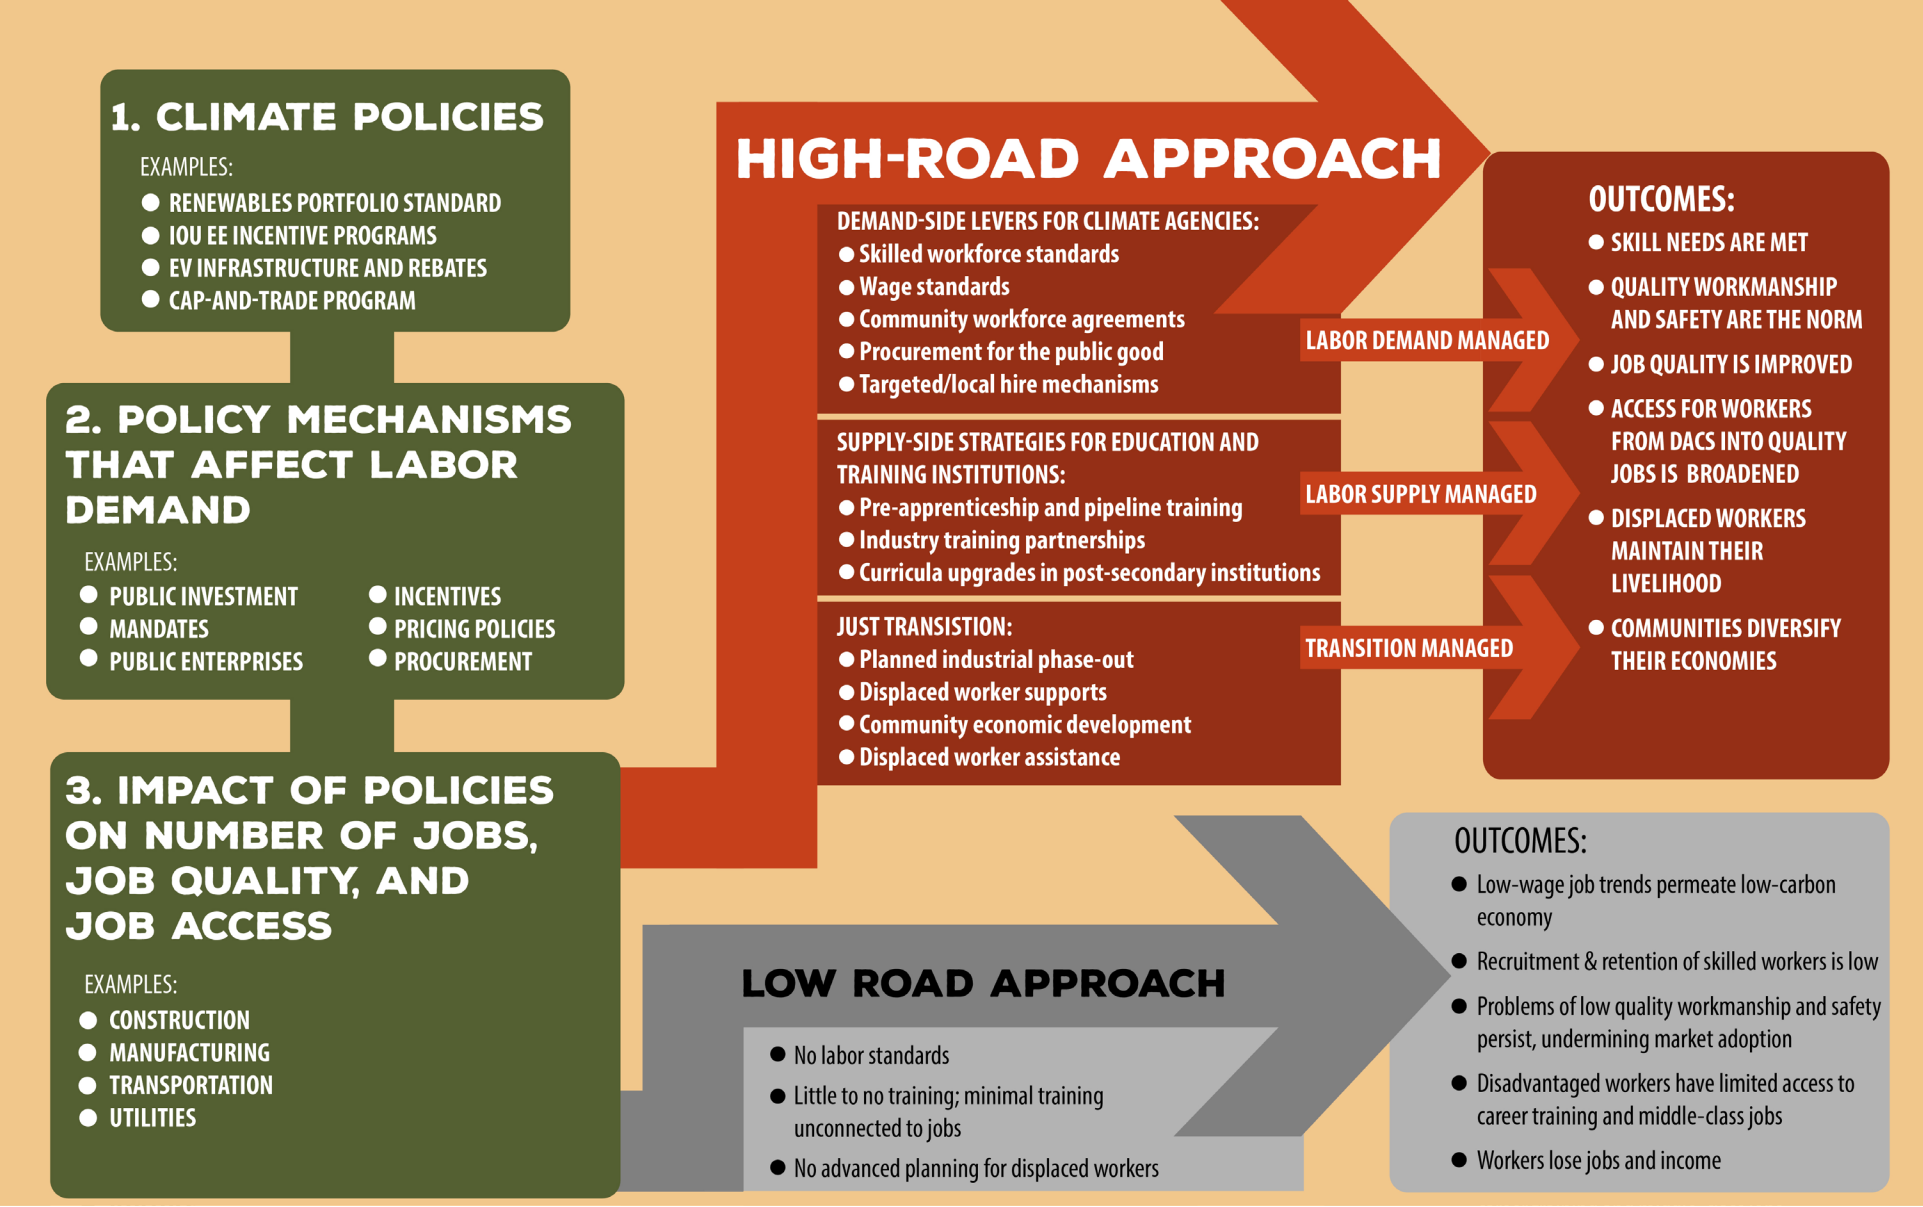 1. CLIMATE POLICIES
EXAMPLES:
● RENEWABLES PORTFOLIO STANDARD
● IOU EE INCENTIVE PROGRAMS
● EV INFRASTRUCTURE AND REBATES
● CAP-AND-TRADE PROGRAM
2. POLICY MECHANISMS
THAT AFFECT LABOR
DEMAND
EXAMPLES:
● PUBLIC INVESTMENT
● MANDATES
● PUBLIC ENTERPRISES
● INCENTIVES
● PRICING POLICIES
● PROCUREMENT
3. IMPACT OF POLICIES
ON NUMBER OF JOBS,
JOB QUALITY, AND
JOB ACCESS
EXAMPLES:
● CONSTRUCTION
● MANUFACTURING
● TRANSPORTATION
● UTILITIES
HIGH-ROAD APPROACH
DEMAND-SIDE LEVERS FOR CLIMATE AGENCIES:
● Skilled workforce standards
● Wage standards
● Community workforce agreements
● Procurement for the public good
● Targeted/local hire mechanisms
LABOR DEMAND MANAGED
SUPPLY-SIDE STRATEGIES FOR EDUCATION AND
TRAINING INSTITUTIONS:
● Pre-apprenticeship and pipeline training
● Industry training partnerships
● Curricula upgrades in post-secondary institutions
LABOR SUPPLY MANAGED
JUST TRANSISTION:
● Planned industrial phase-out
● Displaced worker supports
● Community economic development
● Displaced worker assistance
TRANSITION MANAGED
OUTCOMES:
● SKILL NEEDS ARE MET
● QUALITY WORKMANSHIP
AND SAFETY ARE THE NORM
● JOB QUALITY IS IMPROVED
● ACCESS FOR WORKERS
FROM DACS INTO QUALITY
JOBS IS BROADENED
● DISPLACED WORKERS
MAINTAIN THEIR
LIVELIHOOD
● COMMUNITIES DIVERSIFY
THEIR ECONOMIES
LOW ROAD APPROACH
● No labor standards
● Little to no training; minimal training
unconnected to jobs
● No advanced planning for displaced workers
OUTCOMES:
● Low-wage job trends permeate low-carbon
economy
● Recruitment & retention of skilled workers is low
● Problems of low quality workmanship and safety
persist, undermining market adoption
● Disadvantaged workers have limited access to
career training and middle-class jobs
● Workers lose jobs and income